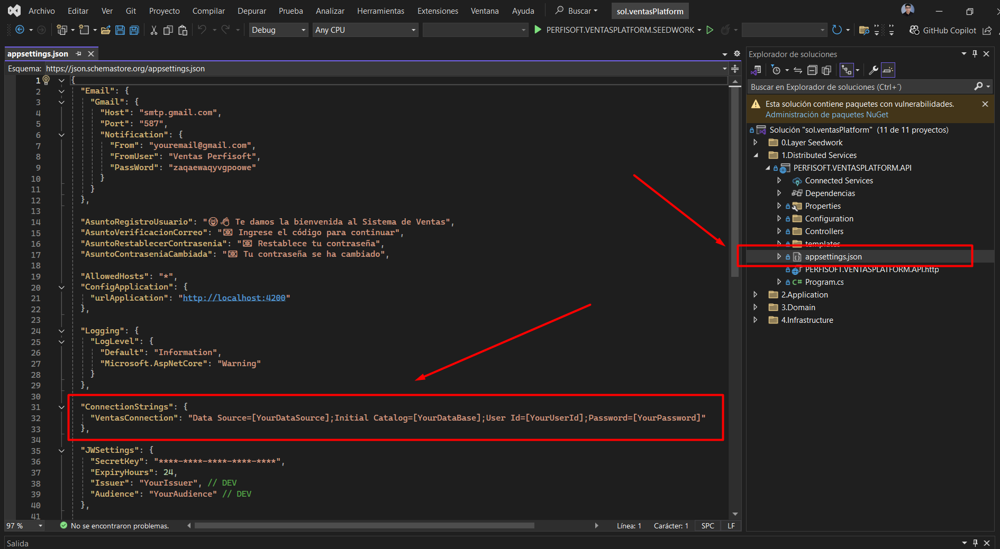 Archivo Editar Ver Git Proyecto Compilar Depurar Prueba Analizar Herramientas Extensiones Ventana Ayuda Buscar sol.ventasPlatform
Debug Any CPU PERFISOFT.VENTASPLATFORM.SEEDWORK GitHub Copilot
appsettings.json
Esquema: https://json.schemastore.org/appsettings.json
1 {
2 "Email": {
3 "Gmail": {
4 "Host": "smtp.gmail.com",
5 "Port": "587",
6 "Notification": {
7 "From": "youremail@gmail.com",
8 "FromUser": "Ventas Perfisoft",
9 "PassWord": "zaqaewaqyvgpoowe"
10 }
11 }
12 },
13
14 "AsuntoRegistroUsuario": "🤓👋 Te damos la bienvenida al Sistema de Ventas",
15 "AsuntoVerificacionCorreo": "📧 Ingrese el código para continuar",
16 "AsuntoRestablecerContrasenia": "📧 Restablece tu contraseña",
17 "AsuntoContraseniaCambiada": "📧 Tu contraseña se ha cambiado",
18
19 "AllowedHosts": "*",
20 "ConfigApplication": {
21 "urlApplication": "http://localhost:4200"
22 },
23
24 "Logging": {
25 "LogLevel": {
26 "Default": "Information",
27 "Microsoft.AspNetCore": "Warning"
28 }
29 },
30
31 "ConnectionStrings": {
32 "VentasConnection": "Data Source=[YourDataSource];Initial Catalog=[YourDataBase];User Id=[YourUserId];Password=[YourPassword]"
33 },
34
35 "JWSettings": {
36 "SecretKey": "****-****-****-****-****",
37 "ExpiryHours": 24,
38 "Issuer": "YourIssuer", // DEV
39 "Audience": "YourAudience" // DEV
40 },
41
97 % No se encontraron problemas. Línea: 1 Carácter: 1 SPC LF
Salida
Explorador de soluciones
Buscar en Explorador de soluciones (Ctrl+´)
Esta solución contiene paquetes con vulnerabilidades.
Administración de paquetes NuGet
Solución "sol.ventasPlatform" (11 de 11 proyectos)
0.Layer Seedwork
1.Distributed Services
PERFISOFT.VENTASPLATFORM.API
Connected Services
Dependencias
Properties
Configuration
Controllers
templates
appsettings.json
PERFISOFT.VENTASPLATFORM.API.http
C# Program.cs
2.Application
3.Domain
4.Infrastructure